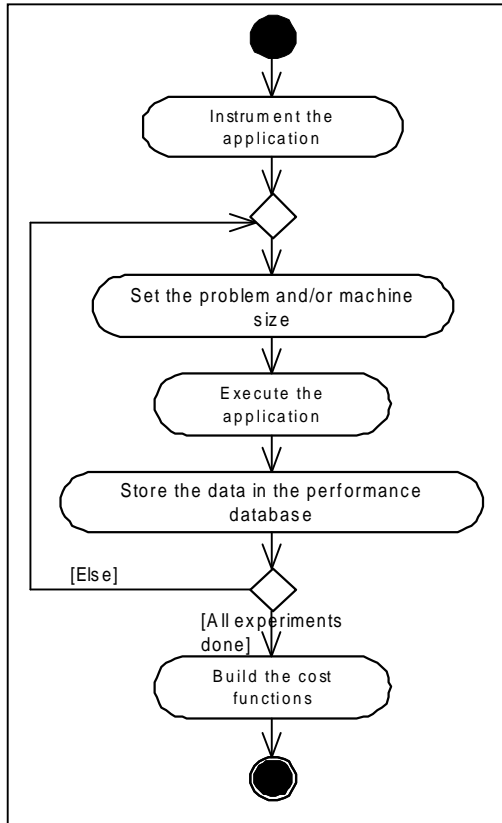 Instrument the
application
Set the problem and/or machine
size
Execute the
application
Store the data in the performance
database
[Else]
[All experiments
done]
Build the cost
functions